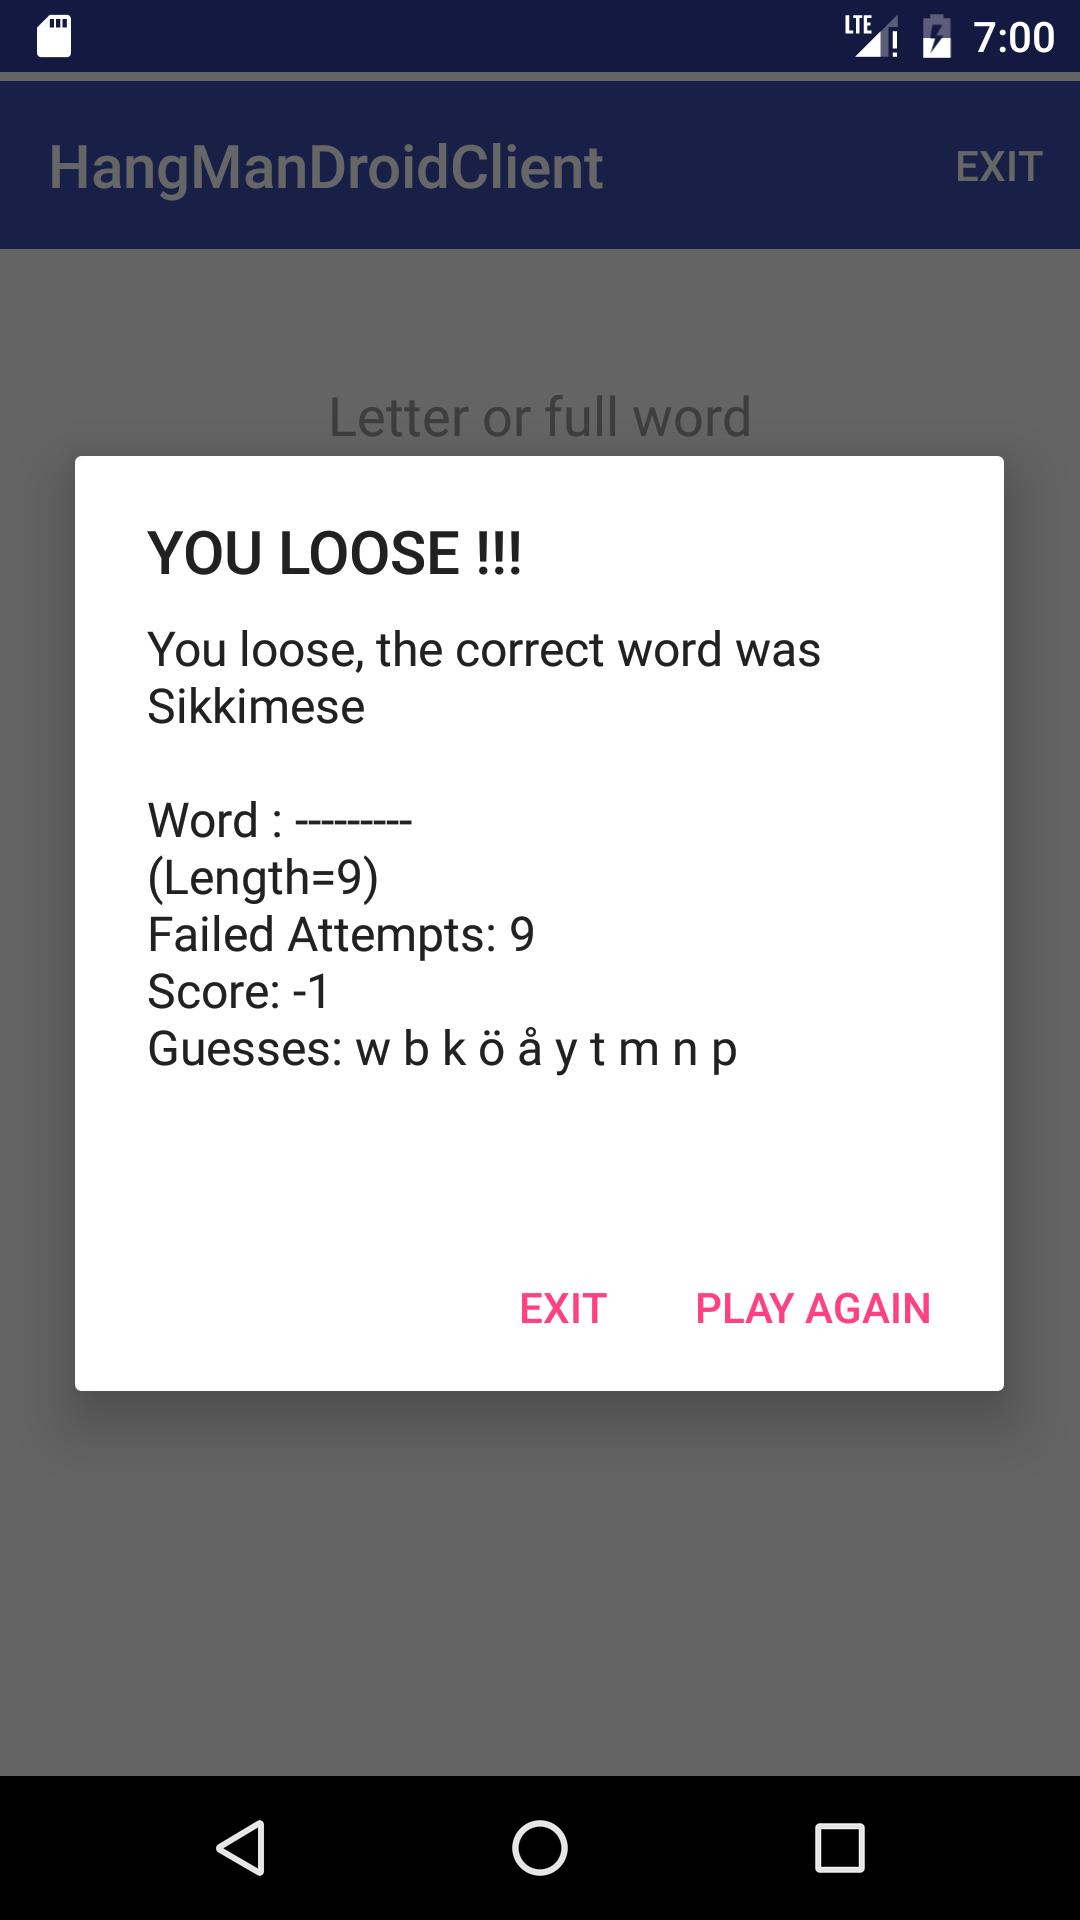 LTE 7:00
HangManDroidClient EXIT
Letter or full word
YOU LOOSE !!!
You loose, the correct word was
Sikkimese
Word : ---------
(Length=9)
Failed Attempts: 9
Score: -1
Guesses: w b k ö å y t m n p
EXIT PLAY AGAIN